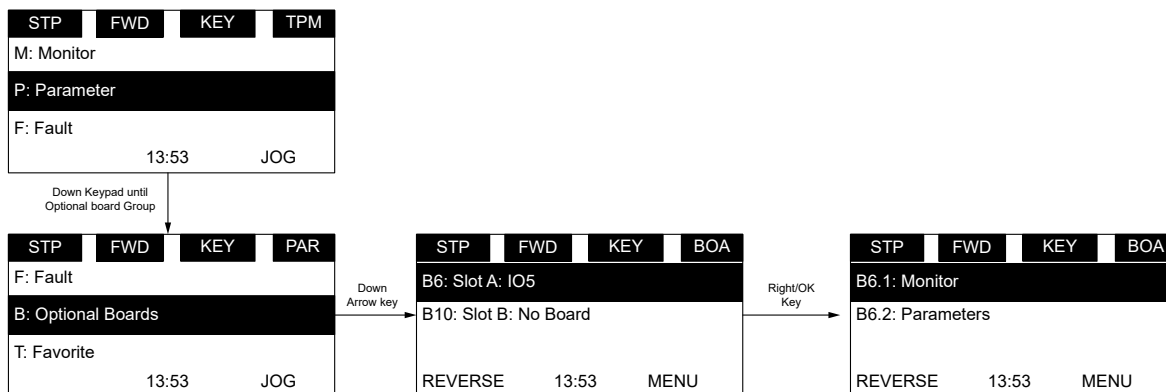 STP FWD KEY TPM
M: Monitor
P: Parameter
F: Fault
13:53 JOG
Down Keypad until
Optional board Group
STP FWD KEY PAR
F: Fault
B: Optional Boards
T: Favorite
13:53 JOG
Down
Arrow key
STP FWD KEY BOA
B6: Slot A: IO5
B10: Slot B: No Board
REVERSE 13:53 MENU
Right/OK
Key
STP FWD KEY BOA
B6.1: Monitor
B6.2: Parameters
REVERSE 13:53 MENU